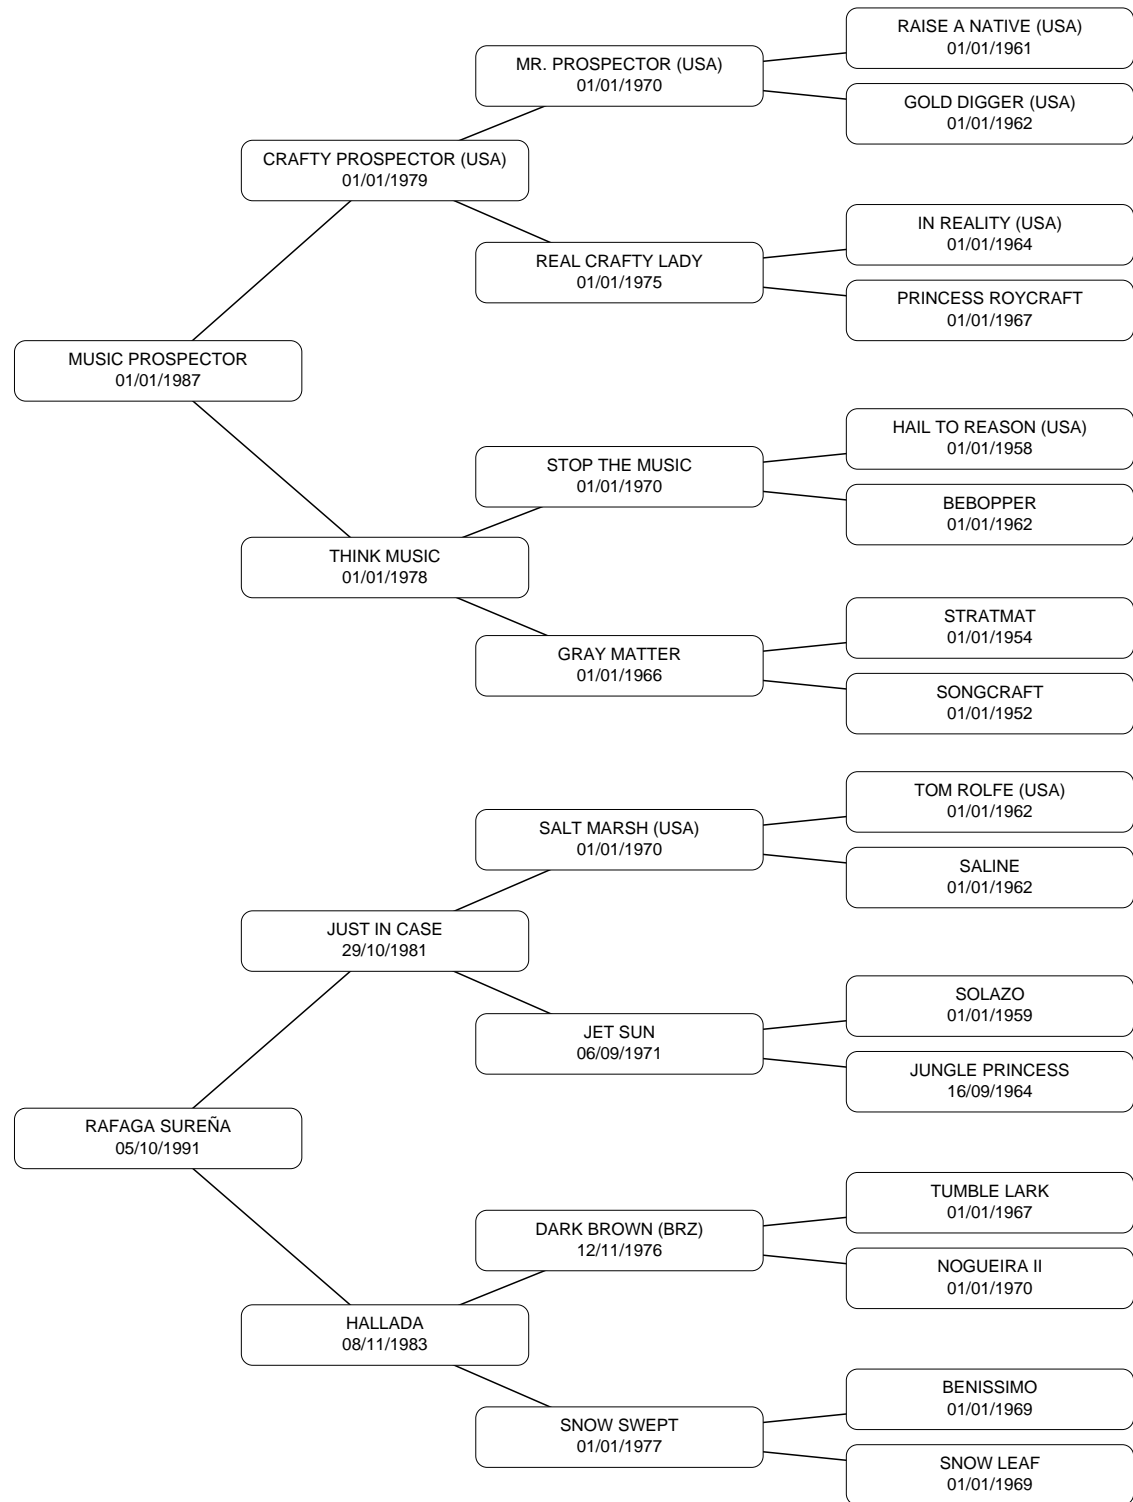 RAISE A NATIVE (USA)
01/01/1961
MR. PROSPECTOR (USA)
01/01/1970
GOLD DIGGER (USA)
01/01/1962
CRAFTY PROSPECTOR (USA)
01/01/1979
IN REALITY (USA)
01/01/1964
REAL CRAFTY LADY
01/01/1975
PRINCESS ROYCRAFT
01/01/1967
MUSIC PROSPECTOR
01/01/1987
HAIL TO REASON (USA)
01/01/1958
STOP THE MUSIC
01/01/1970
BEBOPPER
01/01/1962
THINK MUSIC
01/01/1978
STRATMAT
01/01/1954
GRAY MATTER
01/01/1966
SONGCRAFT
01/01/1952
TOM ROLFE (USA)
01/01/1962
SALT MARSH (USA)
01/01/1970
SALINE
01/01/1962
JUST IN CASE
29/10/1981
SOLAZO
01/01/1959
JET SUN
06/09/1971
JUNGLE PRINCESS
16/09/1964
RAFAGA SUREÑA
05/10/1991
TUMBLE LARK
01/01/1967
DARK BROWN (BRZ)
12/11/1976
NOGUEIRA II
01/01/1970
HALLADA
08/11/1983
BENISSIMO
01/01/1969
SNOW SWEPT
01/01/1977
SNOW LEAF
01/01/1969